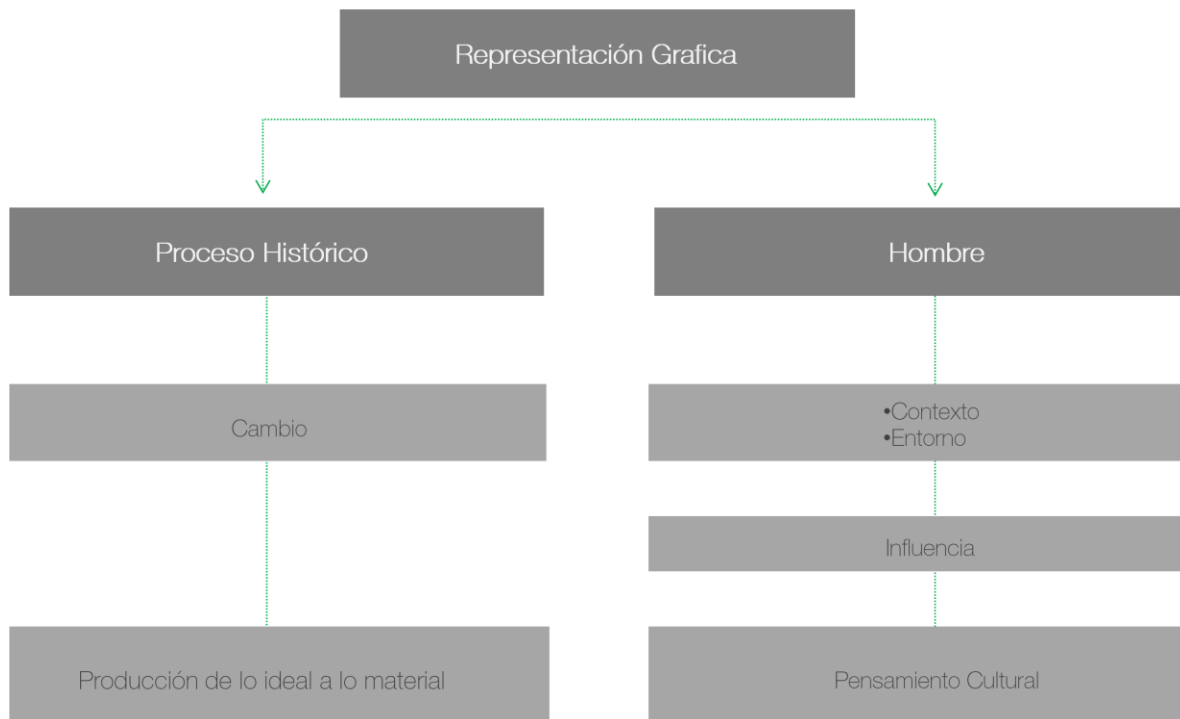 Representación Grafica
Proceso Histórico
Hombre
Cambio
•Contexto
•Entorno
Influencia
Producción de lo ideal a lo material
Pensamiento Cultural